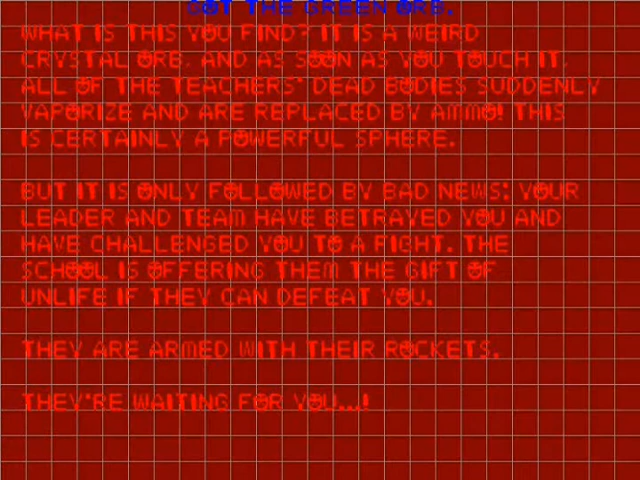 GOT THE GREEN ORB.
WHAT IS THIS YOU FIND? IT IS A WEIRD
CRYSTAL ORB. AND AS SOON AS YOU TOUCH IT,
ALL OF THE TEACHERS' DEAD BODIES SUDDENLY
VAPORIZE AND ARE REPLACED BY AMMO! THIS
IS CERTAINLY A POWERFUL SPHERE.
BUT IT IS ONLY FOLLOWED BY BAD NEWS: YOUR
LEADER AND TEAM HAVE BETRAYED YOU AND
HAVE CHALLENGED YOU TO A FIGHT. THE
SCHOOL IS OFFERING THEM THE GIFT OF
UNLIFE IF THEY CAN DEFEAT YOU.
THEY ARE ARMED WITH THEIR ROCKETS.
THEY'RE WAITING FOR YOU...!